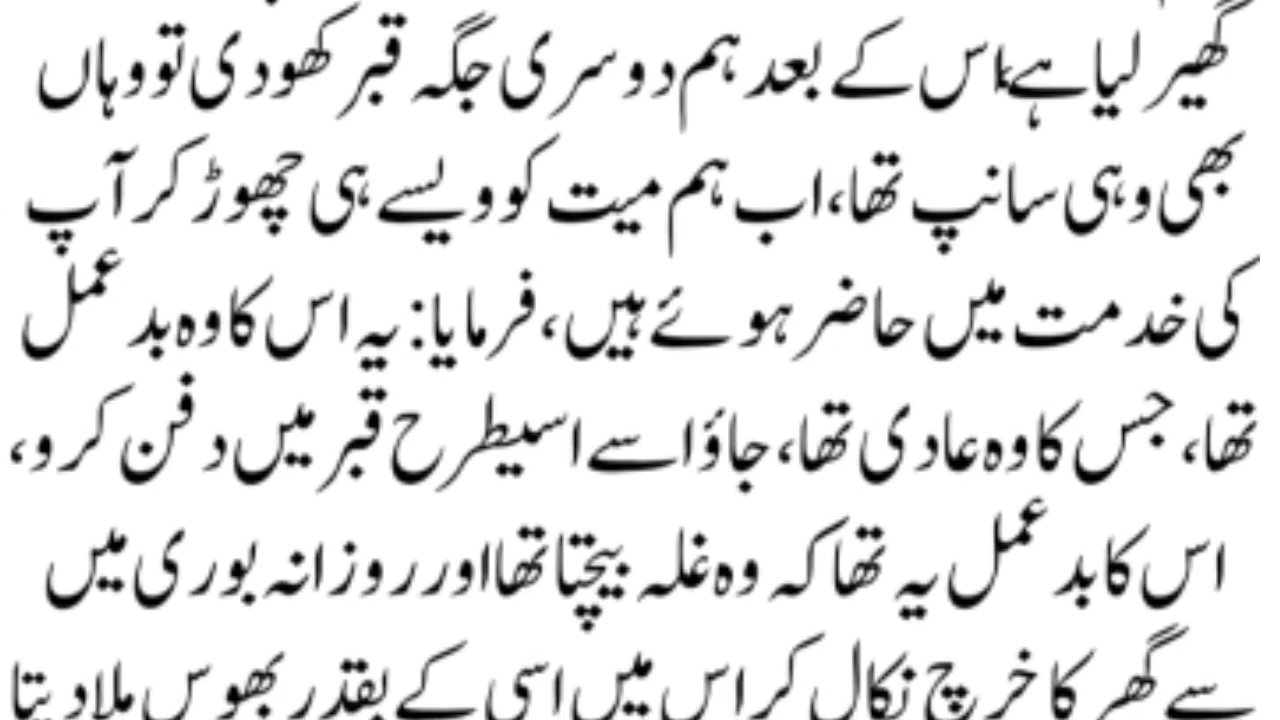 گھیر لیا ہے،اس کے بعد ہم دوسری جگہ قبر کھودی تو وہاں
بھی وہی سانپ تھا،اب ہم میت کو ویسے ہی چھوڑ کر آپ
کی خدمت میں حاضر ہوئے ہیں،فرمایا: یہ اس کا وہ بد عمل
تھا، جس کا وہ عادی تھا، جاؤ اسے اسیطرح قبر میں دفن کرو،
اس کا بد عمل یہ تھا کہ وہ غلہ بیچتا تھا اور روزانہ بوری میں
سے گھر کا خرچ نکال کر اس میں اسی کے بقدر بھوس ملا دیتا